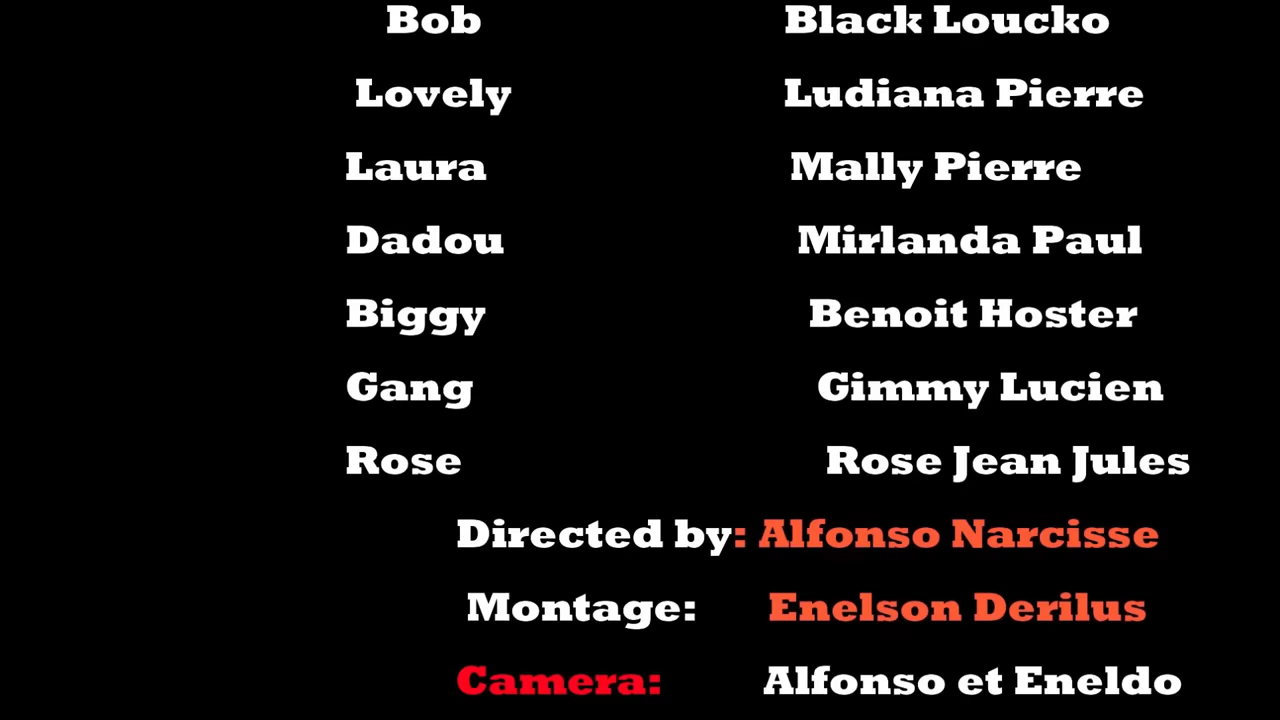 Bob Black Loucko
Lovely Ludiana Pierre
Laura Mally Pierre
Dadou Mirlanda Paul
Biggy Benoit Hoster
Gang Gimmy Lucien
Rose Rose Jean Jules
Directed by: Alfonso Narcisse
Montage: Enelson Derilus
Camera: Alfonso et Eneldo